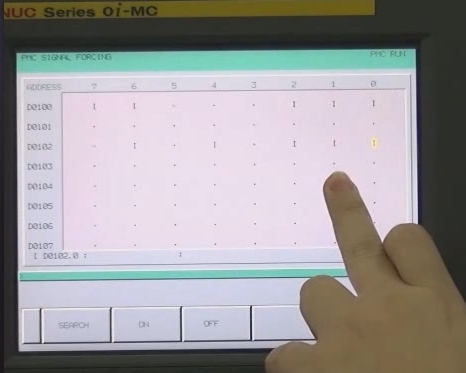 NUC Series 0i-MC
PMC SIGNAL FORCING PMC RUN
ADDRESS 7 6 5 4 3 2 1 0
D0100 I I . . . I I I
D0101 . . . . . . . .
D0102 . I . I . I I I
D0103 . . . . . . . .
D0104 . . . . . . .
D0105 . . . . . . .
D0106 . . . . . . .
D0107 . . . . . .
[ D0102.0 : :
SEARCH ON OFF